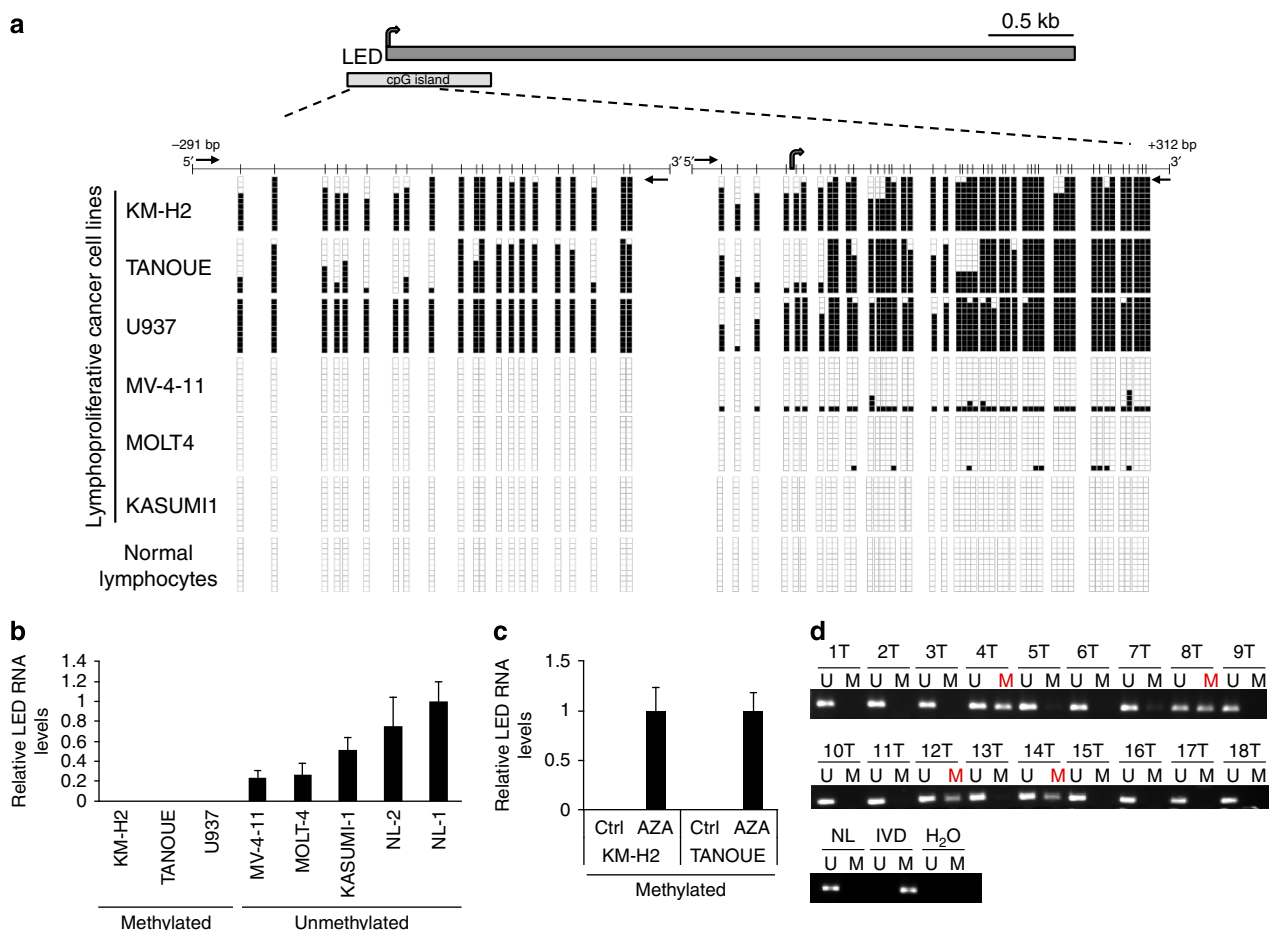 a
0.5 kb
LED
cpG island
–291 bp
+312 bp
5′
3′
5′
3′
Lymphoproliferative cancer cell lines
KM-H2
TANOUE
U937
MV-4-11
MOLT4
KASUMI1
Normal
lymphocytes
b
Relative LED RNA
levels
1.4
1.2
1
0.8
0.6
0.4
0.2
0
KM-H2
TANOUE
U937
MV-4-11
MOLT-4
KASUMI-1
NL-2
NL-1
Methylated
Unmethylated
c
Relative LED RNA
levels
1.5
1
0.5
0
Ctrl AZA Ctrl AZA
KM-H2 TANOUE
Methylated
d
1T 2T 3T 4T 5T 6T 7T 8T 9T
U M U M U M U M U M U M U M U M U M
10T 11T 12T 13T 14T 15T 16T 17T 18T
U M U M U M U M U M U M U M U M U M
NL IVD H₂O
U M U M U M